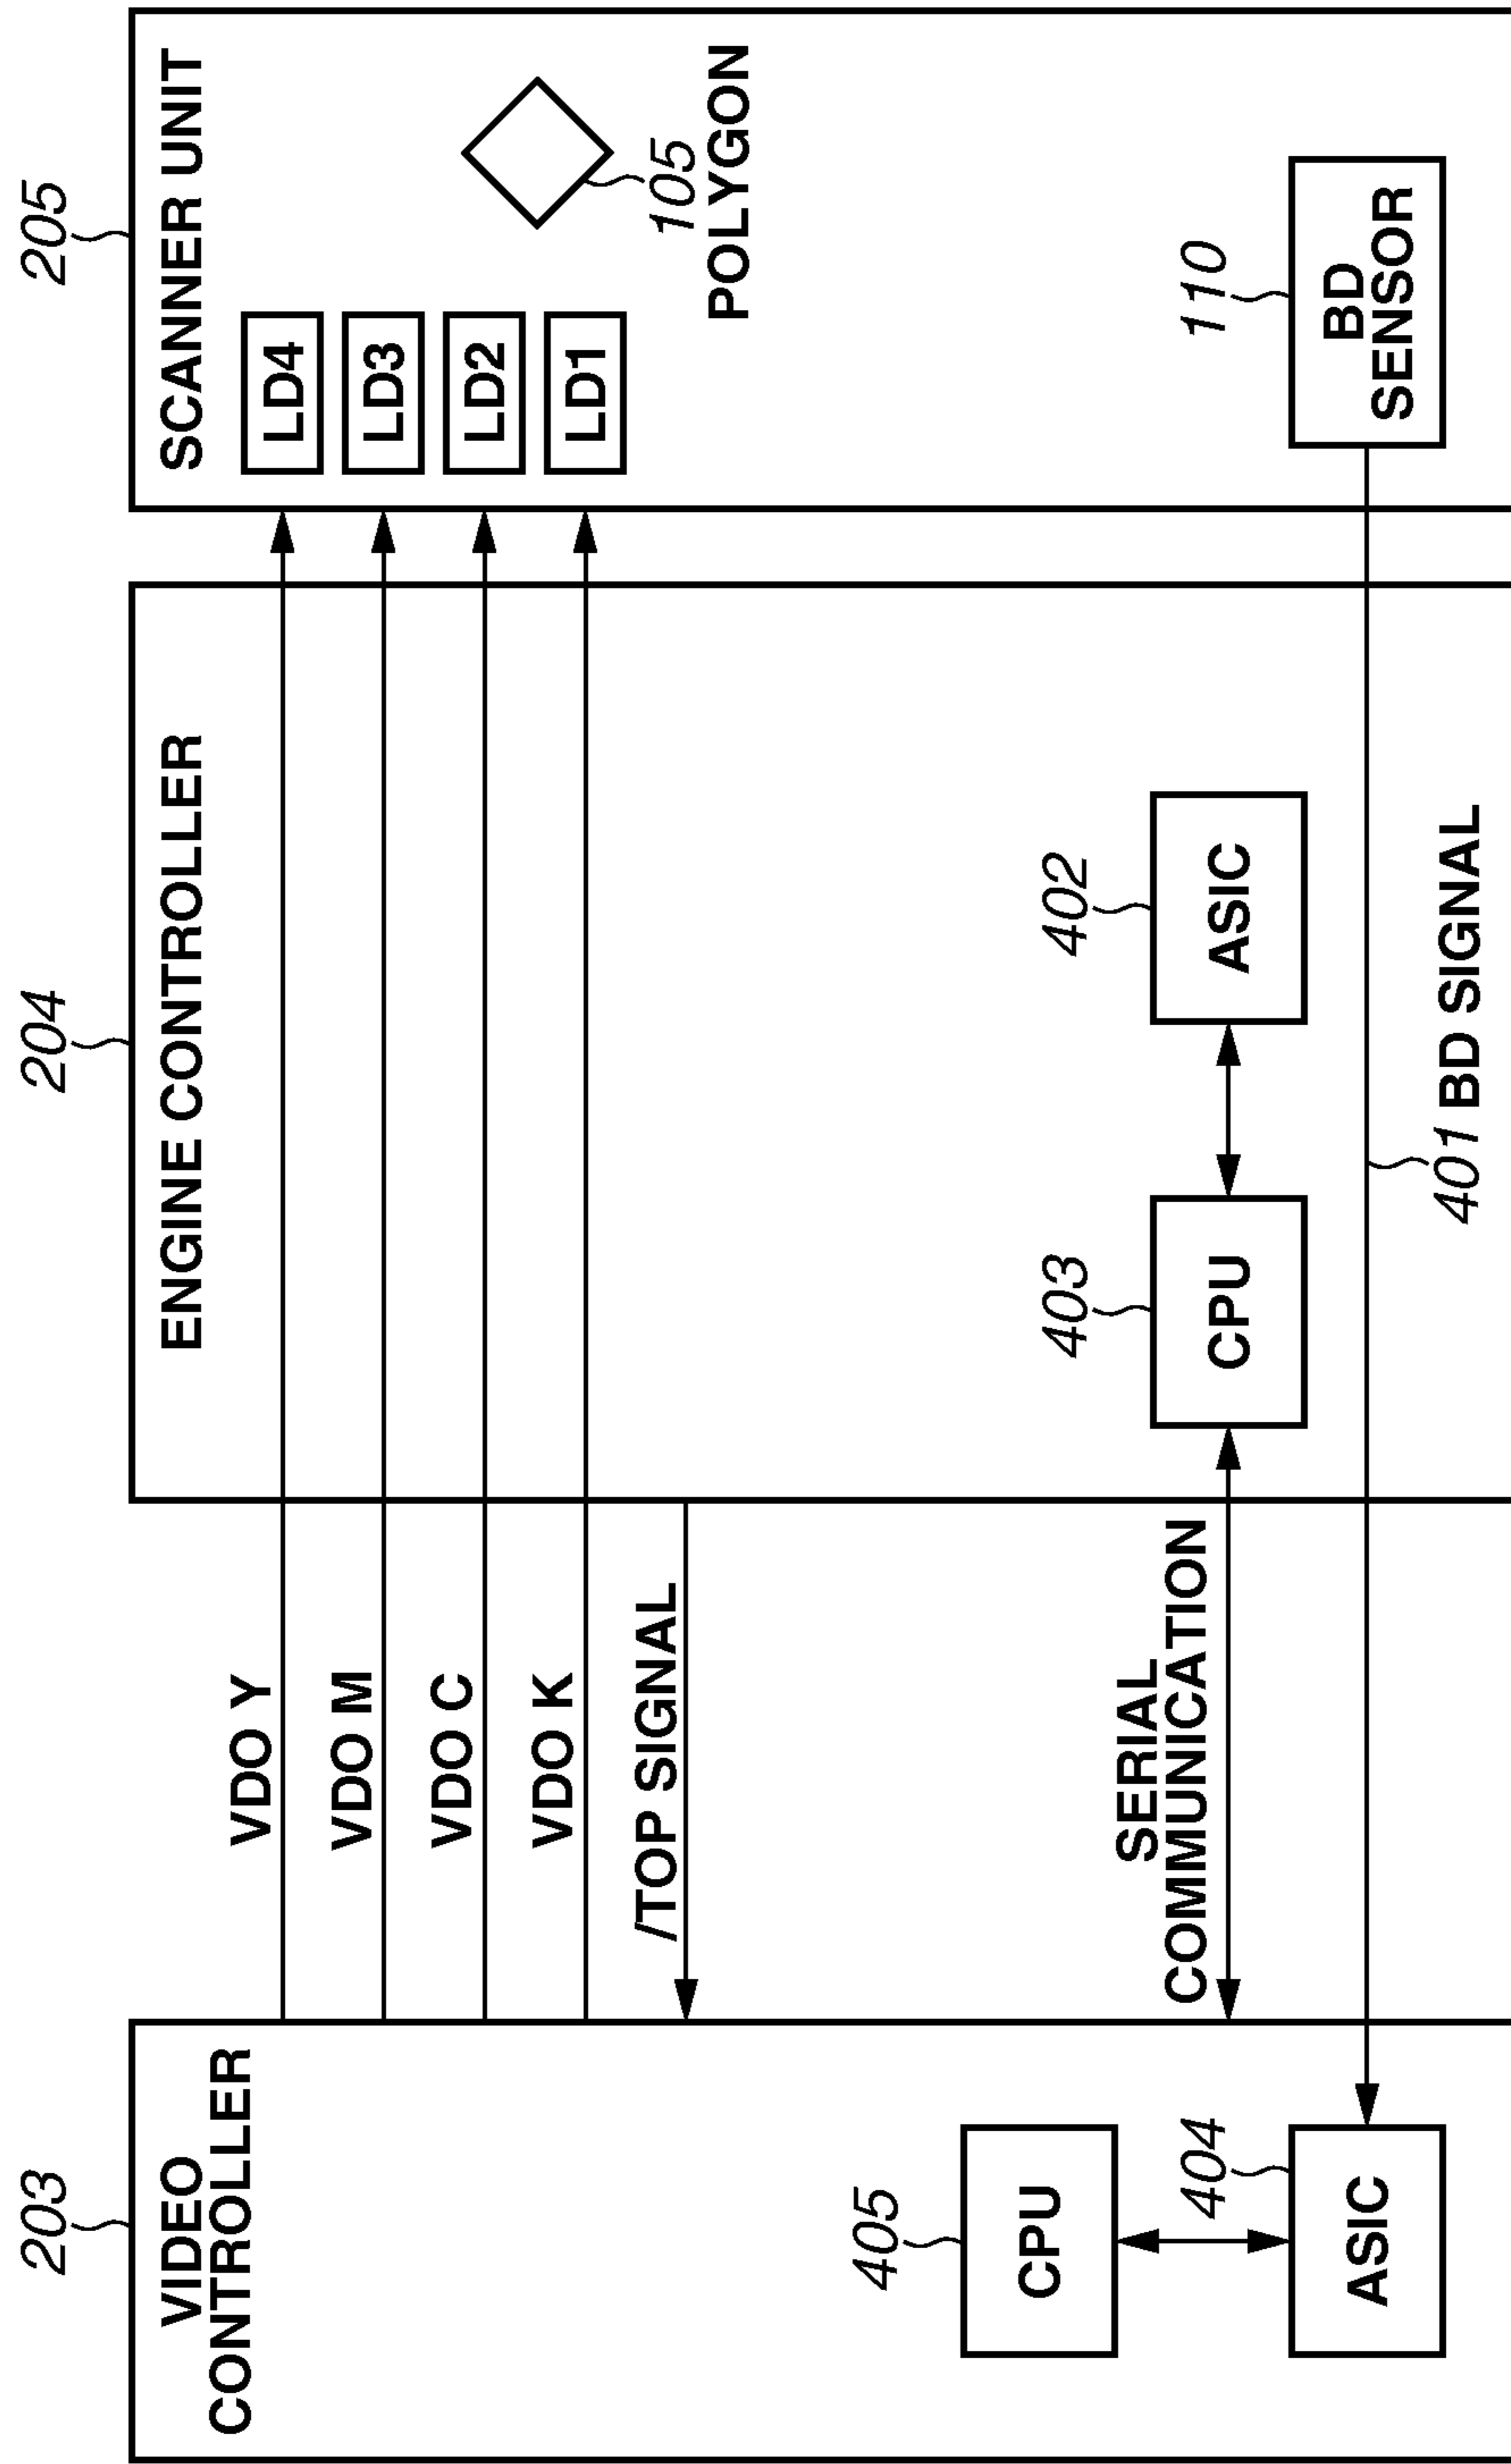 203
VIDEO
CONTROLLER
405
CPU
404
ASIC
VDO Y
VDO M
VDO C
VDO K
/TOP SIGNAL
SERIAL
COMMUNICATION
204
ENGINE CONTROLLER
403
CPU
402
ASIC
401 BD SIGNAL
205
SCANNER UNIT
LD4
LD3
LD2
LD1
105
POLYGON
110
BD
SENSOR